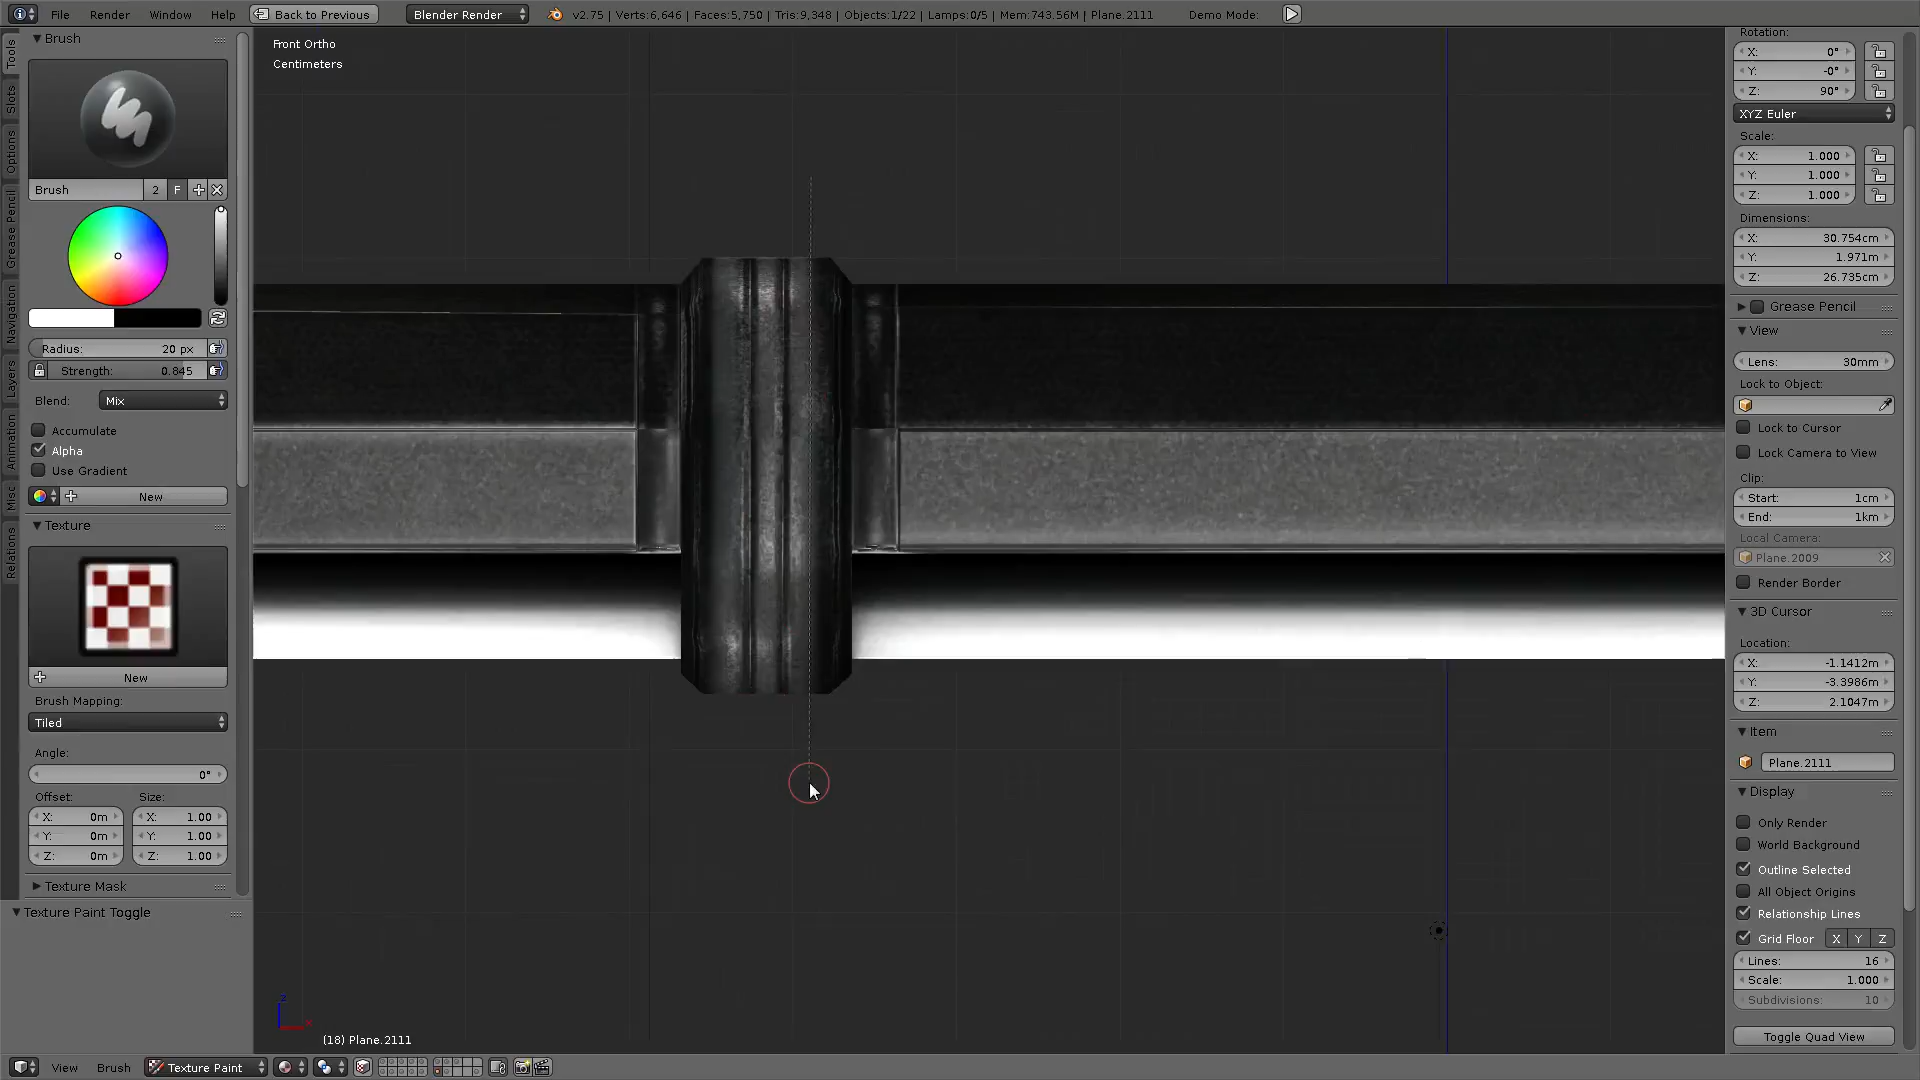 File Render Window Help Back to Previous Blender Render v2.75 | Verts:6,646 | Faces:5,750 | Tris:9,348 | Objects:1/22 | Lamps:0/5 | Mem:743.56M | Plane.2111 Demo Mode:
Tools
Slots
Options
Grease Pencil
Navigation
Layers
Animation
Misc
Relations
Brush
Brush 2 F
Radius: 20 px
Strength: 0.845
Blend: Mix
Accumulate
Alpha
Use Gradient
New
Texture
New
Brush Mapping:
Tiled
Angle:
0°
Offset: Size:
X: 0m X: 1.00
Y: 0m Y: 1.00
Z: 0m Z: 1.00
Texture Mask
Texture Paint Toggle
Front Ortho
Centimeters
z
x
(18) Plane.2111
Rotation:
X: 0°
Y: -0°
Z: 90°
XYZ Euler
Scale:
X: 1.000
Y: 1.000
Z: 1.000
Dimensions:
X: 30.754cm
Y: 1.971m
Z: 26.735cm
Grease Pencil
View
Lens: 30mm
Lock to Object:
Lock to Cursor
Lock Camera to View
Clip:
Start: 1cm
End: 1km
Local Camera:
Plane.2009
Render Border
3D Cursor
Location:
X: -1.1412m
Y: -3.3986m
Z: 2.1047m
Item
Plane.2111
Display
Only Render
World Background
Outline Selected
All Object Origins
Relationship Lines
Grid Floor X Y Z
Lines: 16
Scale: 1.000
Subdivisions: 10
Toggle Quad View
View Brush Texture Paint